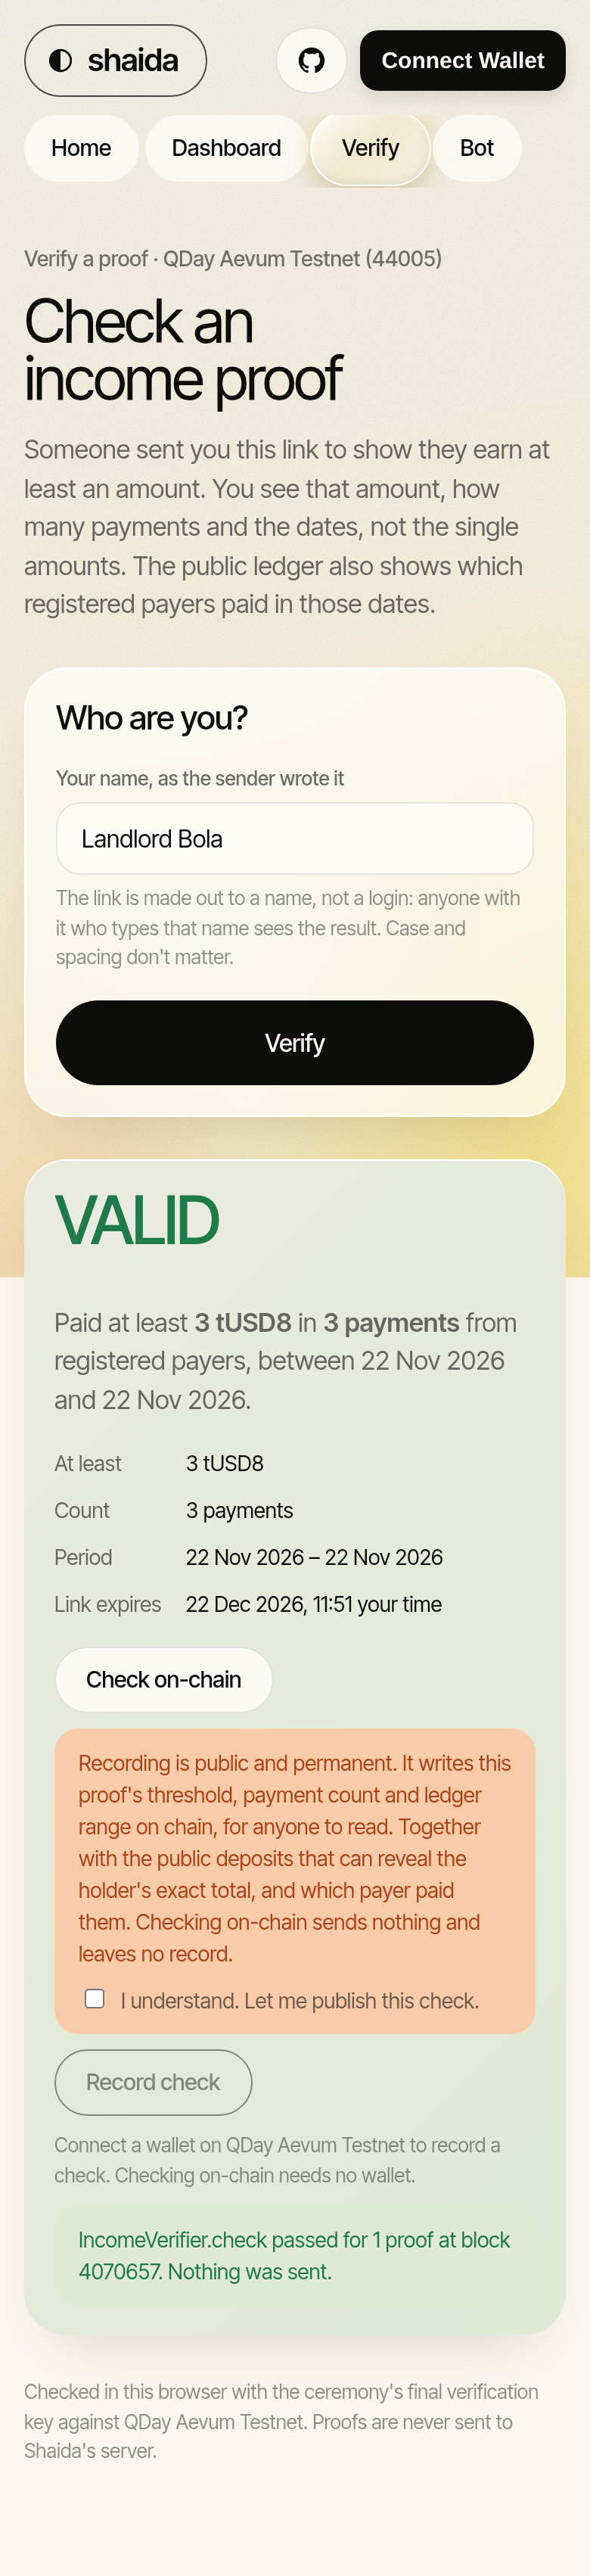 shaida
Connect Wallet
Home
Dashboard
Verify
Bot
Verify a proof · QDay Aevum Testnet (44005)
Check an
income proof
Someone sent you this link to show they earn at
least an amount. You see that amount, how
many payments and the dates, not the single
amounts. The public ledger also shows which
registered payers paid in those dates.
Who are you?
Your name, as the sender wrote it
Landlord Bola
The link is made out to a name, not a login: anyone with
it who types that name sees the result. Case and
spacing don't matter.
Verify
VALID
Paid at least 3 tUSD8 in 3 payments from
registered payers, between 22 Nov 2026
and 22 Nov 2026.
At least 3 tUSD8
Count 3 payments
Period 22 Nov 2026 – 22 Nov 2026
Link expires 22 Dec 2026, 11:51 your time
Check on-chain
Recording is public and permanent. It writes this
proof's threshold, payment count and ledger
range on chain, for anyone to read. Together
with the public deposits that can reveal the
holder's exact total, and which payer paid
them. Checking on-chain sends nothing and
leaves no record.
I understand. Let me publish this check.
Record check
Connect a wallet on QDay Aevum Testnet to record a
check. Checking on-chain needs no wallet.
IncomeVerifier.check passed for 1 proof at block
4070657. Nothing was sent.
Checked in this browser with the ceremony's final verification
key against QDay Aevum Testnet. Proofs are never sent to
Shaida's server.